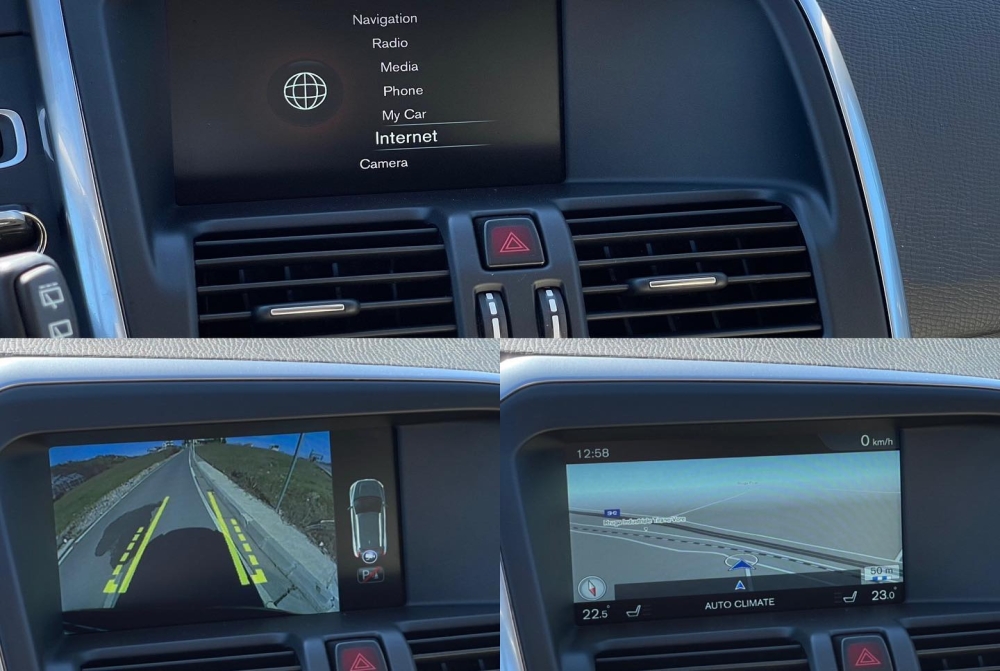 Navigation
Radio
Media
Phone
My Car
Internet
Camera
P
12:58
0 km/h
50 m
22.5°
AUTO CLIMATE
23.0°